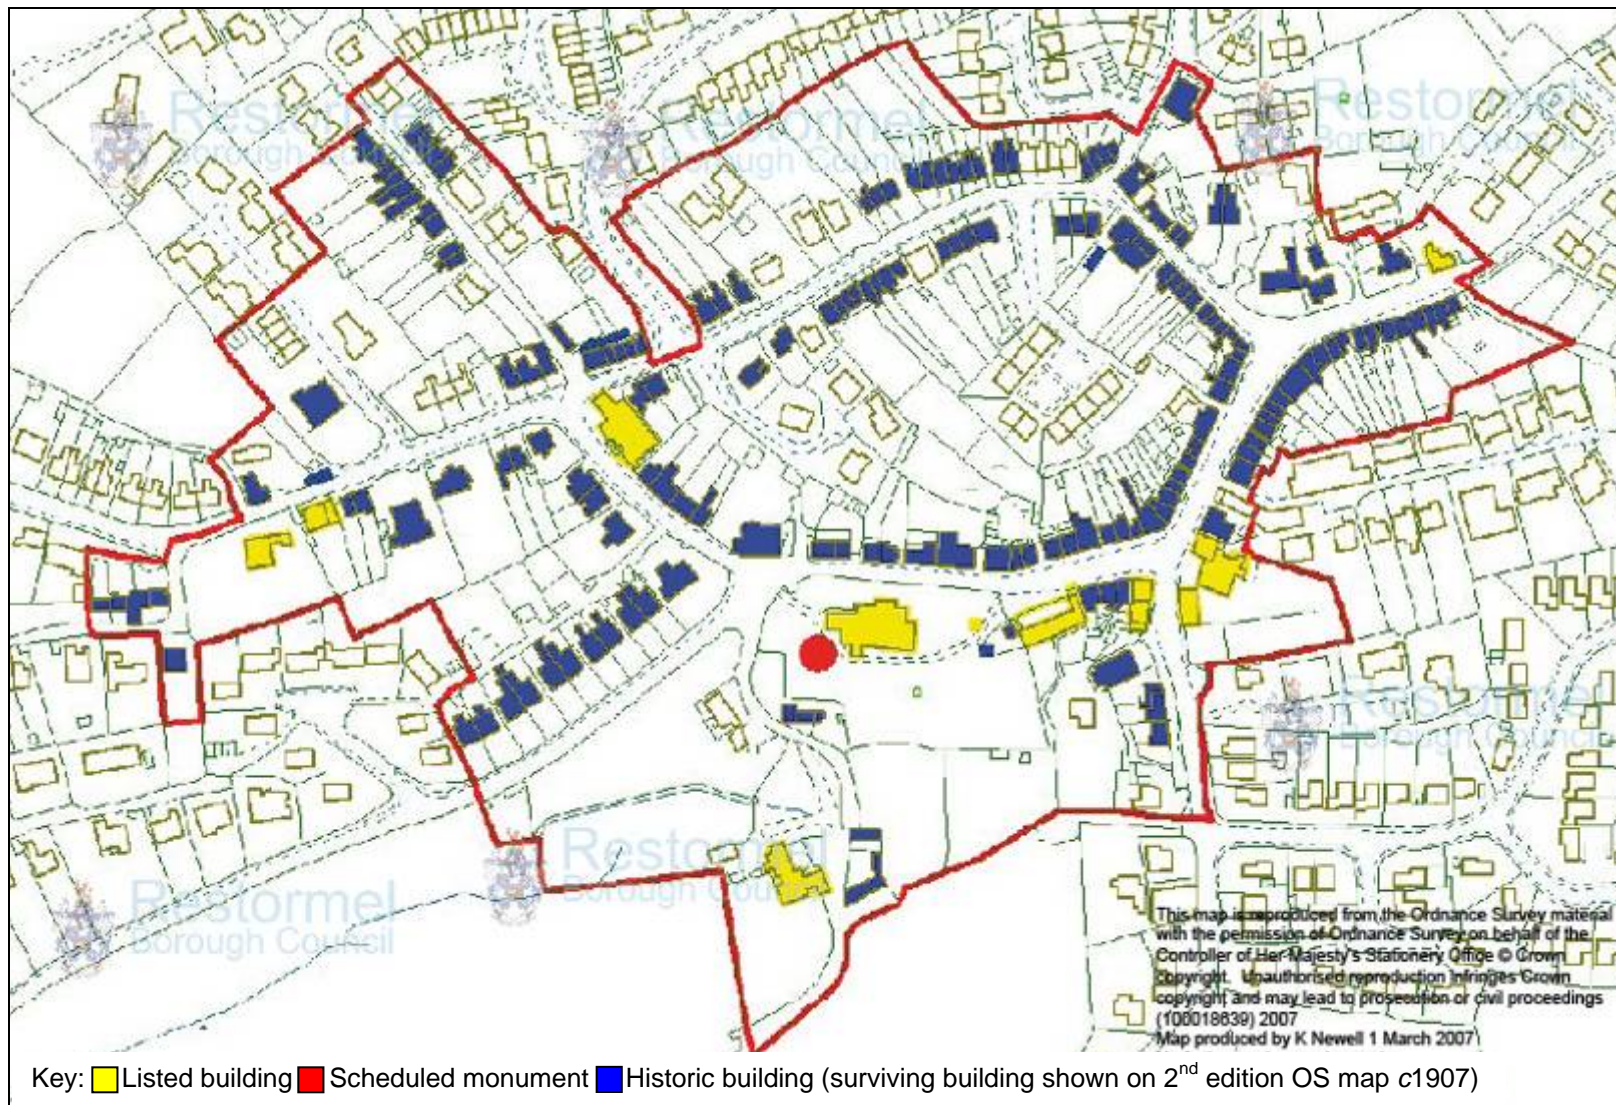 Restormel
Borough Council
Restormel
Borough Council
Restormel
Borough Council
Restormel
Borough Council
Restormel
Borough Council
Restormel
Borough Council
This map is reproduced from the Ordnance Survey material
with the permission of Ordnance Survey on behalf of the
Controller of Her Majesty's Stationery Office © Crown
copyright. Unauthorised reproduction infringes Crown
copyright and may lead to prosecution or civil proceedings
(100018639) 2007
Map produced by K Newell 1 March 2007
Key: Listed building Scheduled monument Historic building (surviving building shown on 2nd edition OS map c1907)